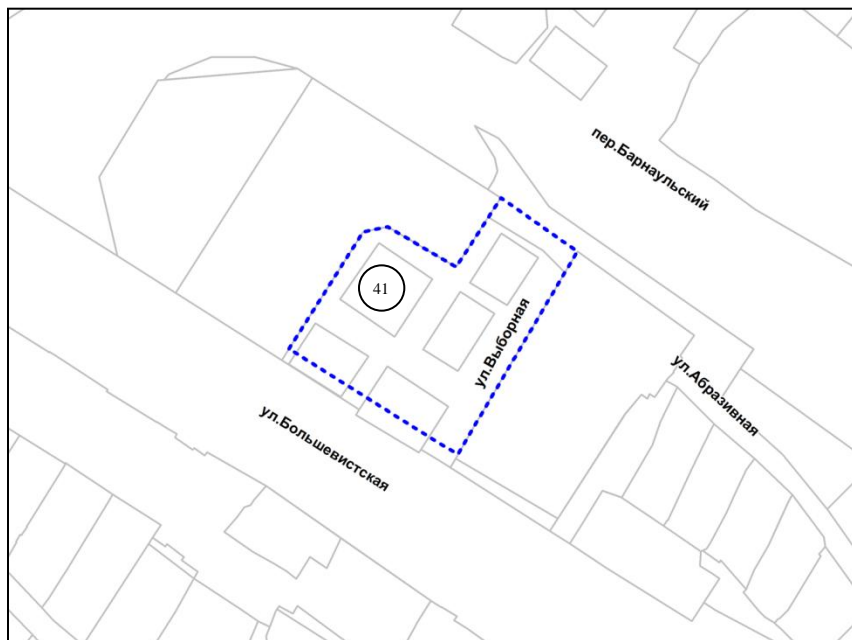 пер.Барнаульский
41
ул.Выборная
ул.Абразивная
ул.Большевистская